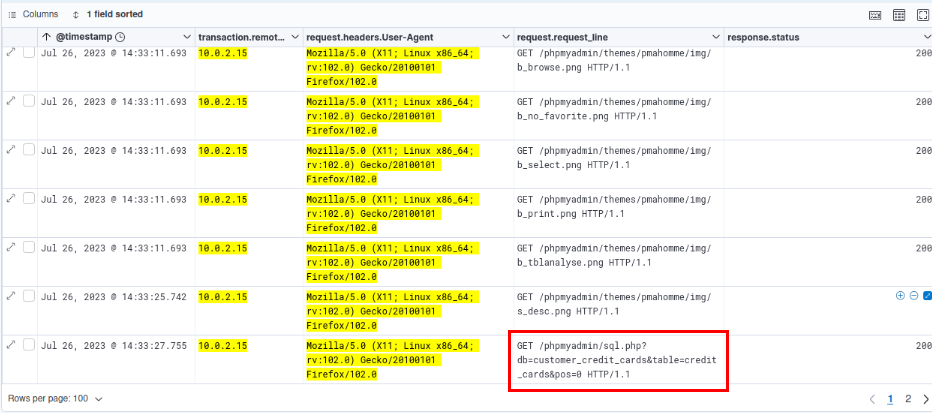 Columns 1 field sorted
@timestamp transaction.remot... request.headers.User-Agent request.request_line response.status
Jul 26, 2023 @ 14:33:11.693 10.0.2.15 Mozilla/5.0 (X11; Linux x86_64; GET /phpmyadmin/themes/pmahomme/img/ 200
rv:102.0) Gecko/20100101 b_browse.png HTTP/1.1
Firefox/102.0
Jul 26, 2023 @ 14:33:11.693 10.0.2.15 Mozilla/5.0 (X11; Linux x86_64; GET /phpmyadmin/themes/pmahomme/img/ 200
rv:102.0) Gecko/20100101 b_no_favorite.png HTTP/1.1
Firefox/102.0
Jul 26, 2023 @ 14:33:11.693 10.0.2.15 Mozilla/5.0 (X11; Linux x86_64; GET /phpmyadmin/themes/pmahomme/img/ 200
rv:102.0) Gecko/20100101 b_select.png HTTP/1.1
Firefox/102.0
Jul 26, 2023 @ 14:33:11.693 10.0.2.15 Mozilla/5.0 (X11; Linux x86_64; GET /phpmyadmin/themes/pmahomme/img/ 200
rv:102.0) Gecko/20100101 b_print.png HTTP/1.1
Firefox/102.0
Jul 26, 2023 @ 14:33:11.693 10.0.2.15 Mozilla/5.0 (X11; Linux x86_64; GET /phpmyadmin/themes/pmahomme/img/ 200
rv:102.0) Gecko/20100101 b_tblanalyse.png HTTP/1.1
Firefox/102.0
Jul 26, 2023 @ 14:33:25.742 10.0.2.15 Mozilla/5.0 (X11; Linux x86_64; GET /phpmyadmin/themes/pmahomme/img/ 200
rv:102.0) Gecko/20100101 s_desc.png HTTP/1.1
Firefox/102.0
Jul 26, 2023 @ 14:33:27.755 10.0.2.15 Mozilla/5.0 (X11; Linux x86_64; GET /phpmyadmin/sql.php? 200
rv:102.0) Gecko/20100101 db=customer_credit_cards&table=credit
Firefox/102.0 _cards&pos=0 HTTP/1.1
Rows per page: 100 1 2